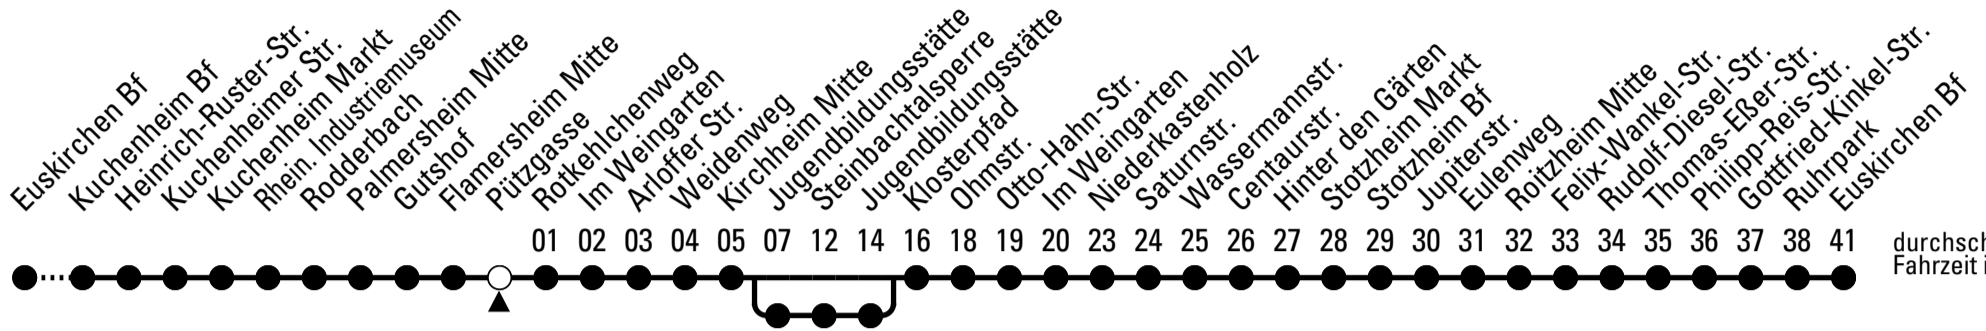 Euskirchen Bf
Kuchenheim Bf
Heinrich-Ruster-Str.
Kuchenheimer Str.
Kuchenheim Markt
Rhein. Industriemuseum
Rodderbach
Palmersheim Mitte
Gutshof
Flamersheim Mitte
Pützgasse
Rotkehlchenweg
Im Weingarten
Arloffer Str.
Weidenweg
Kirchheim Mitte
Jugendbildungsstätte
Steinbachtalsperre
Jugendbildungsstätte
Klosterpfad
Ohmstr.
Otto-Hahn-Str.
Im Weingarten
Niederkastenholz
Saturnstr.
Wassermannstr.
Centaurstr.
Hinter den Gärten
Stotzheim Markt
Stotzheim Bf
Jupiterstr.
Eulenweg
Roitzheim Mitte
Felix-Wankel-Str.
Rudolf-Diesel-Str.
Thomas-Eßer-Str.
Philipp-Reis-Str.
Gottfried-Kinkel-Str.
Ruhrpark
Euskirchen Bf
01 02 03 04 05 07 12 14 16 18 19 20 23 24 25 26 27 28 29 30 31 32 33 34 35 36 37 38 41
durchsch
Fahrzeit i